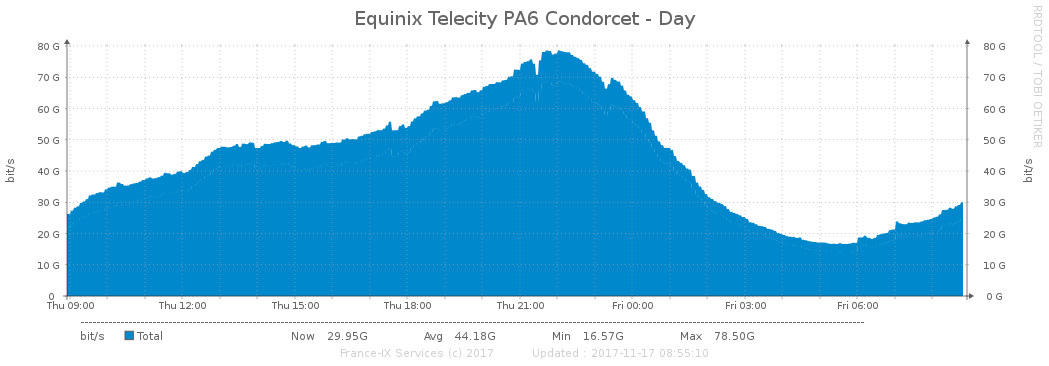 Equinix Telecity PA6 Condorcet - Day
RRDTOOL / TOBI OETIKER
bit/s
80 G
70 G
60 G
50 G
40 G
30 G
20 G
10 G
0
80 G
70 G
60 G
50 G
40 G
30 G
20 G
10 G
0 G
bit/s
Thu 09:00 Thu 12:00 Thu 15:00 Thu 18:00 Thu 21:00 Fri 00:00 Fri 03:00 Fri 06:00
bit/s Total Now 29.95G Avg 44.18G Min 16.57G Max 78.50G
France-IX Services (c) 2017 Updated : 2017-11-17 08:55:10